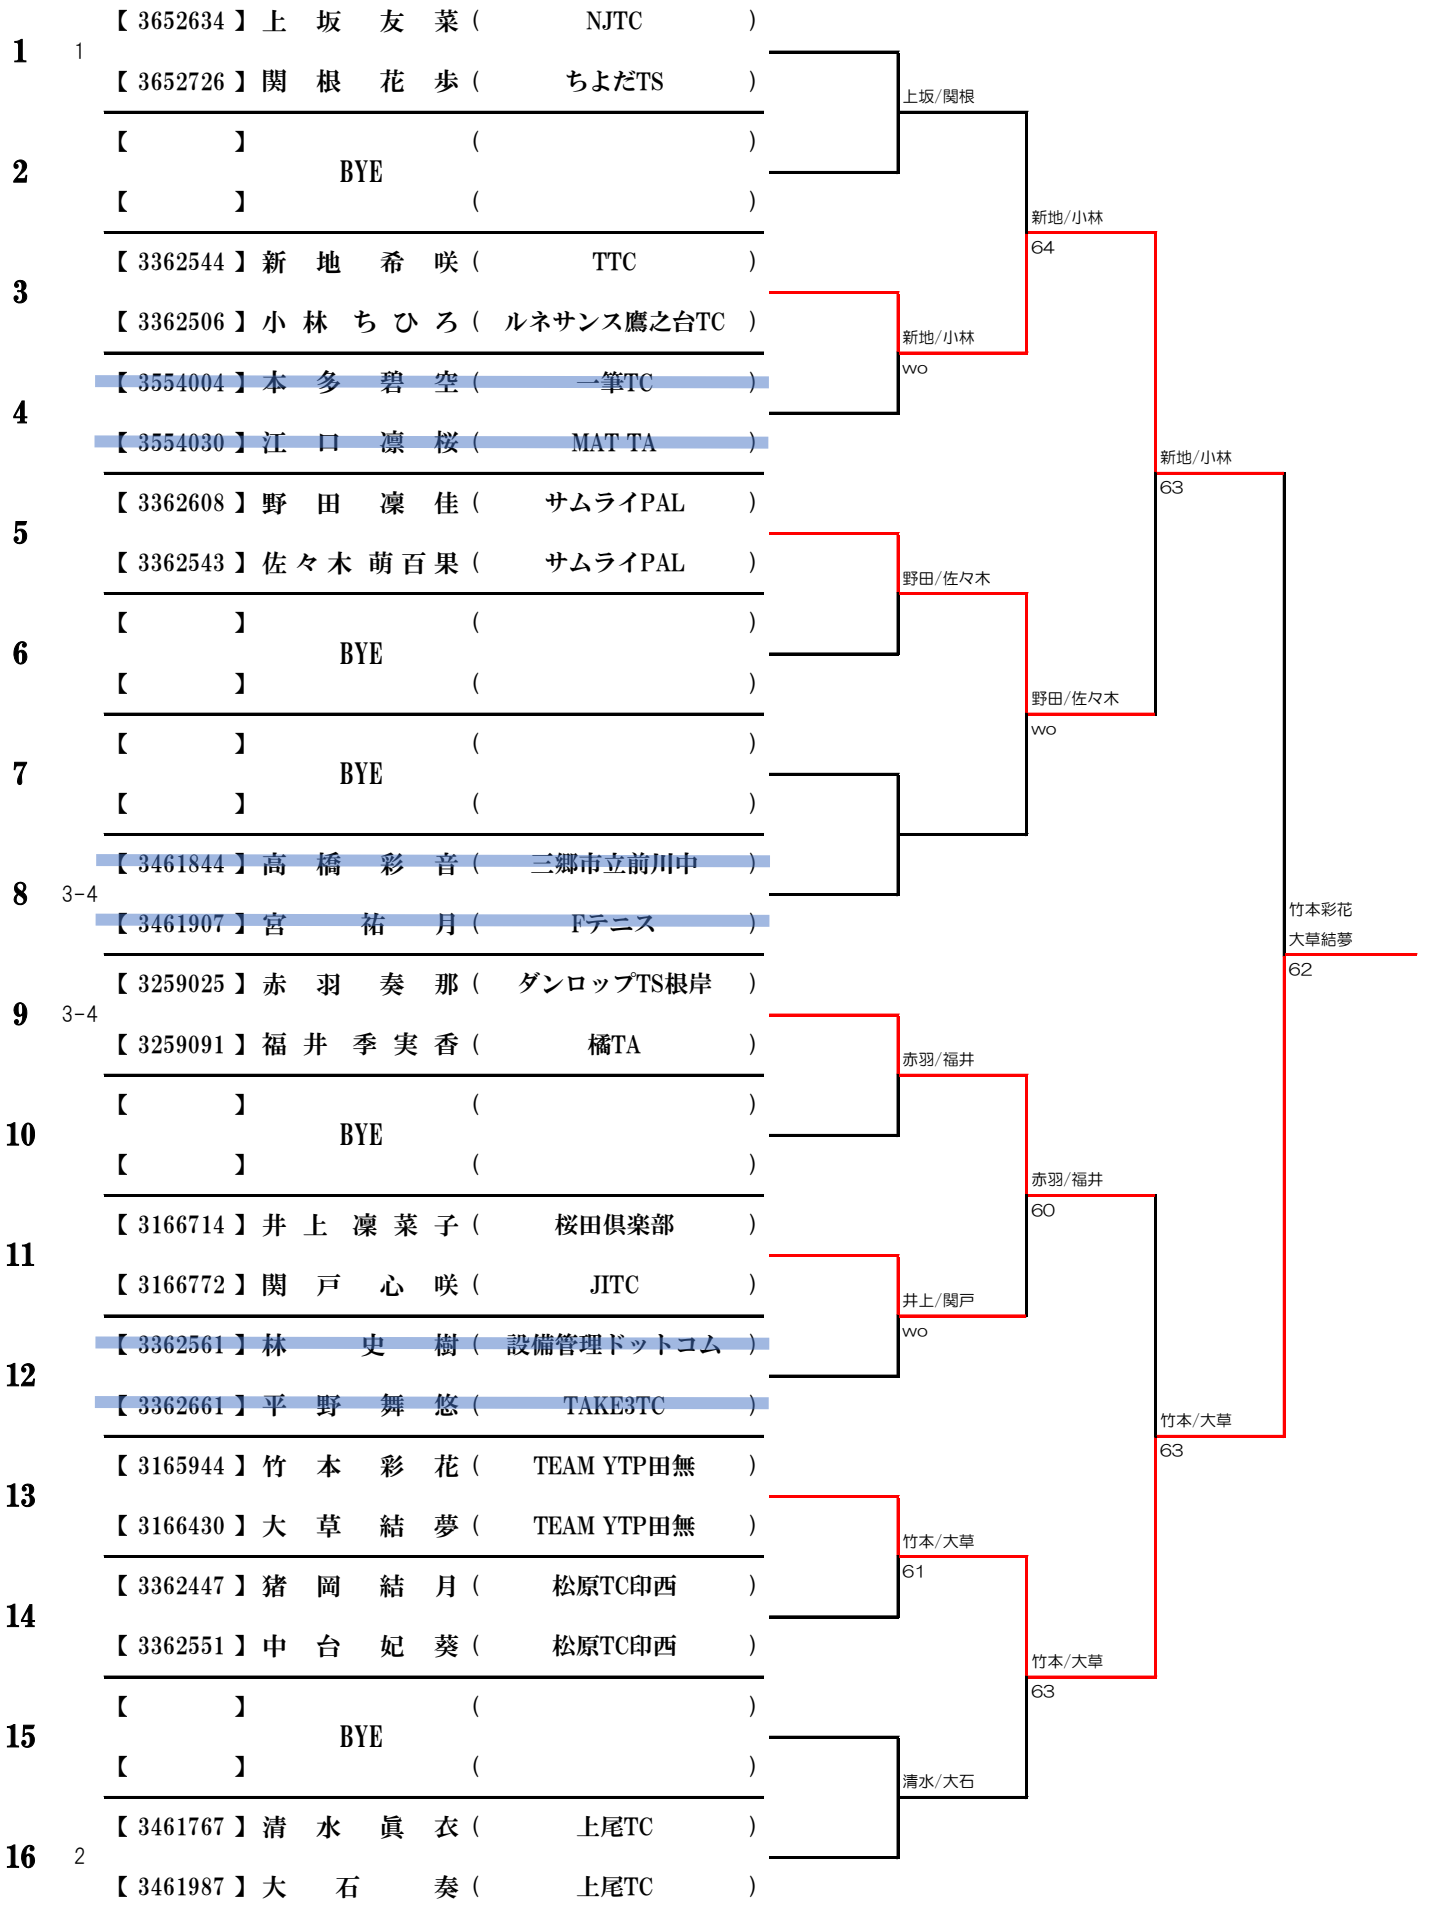 【 3652634 】 上坂友菜 ( NJTC )
1 1
【 3652726 】 関根花歩 ( ちよだTS )
上坂/関根
【 】 ( )
2 BYE
【 】 ( )
新地/小林
64
【 3362544 】 新地希咲 ( TTC )
3
【 3362506 】 小林ちひろ ( ルネサンス鷹之台TC )
新地/小林
wo
【 3554004 】 本多碧空 ( 一筆TC )
4
【 3554030 】 江口凛桜 ( MAT TA )
新地/小林
63
【 3362608 】 野田凜佳 ( サムライPAL )
5
【 3362543 】 佐々木萌百果 ( サムライPAL )
野田/佐々木
【 】 ( )
6 BYE
【 】 ( )
野田/佐々木
wo
【 】 ( )
7 BYE
【 】 ( )
【 3461844 】 高橋彩音 ( 三郷市立前川中 )
8 3-4
【 3461907 】 宮祐月 ( Fテニス )
竹本彩花
大草結夢
62
【 3259025 】 赤羽奏那 ( ダンロップTS根岸 )
9 3-4
【 3259091 】 福井季実香 ( 橘TA )
赤羽/福井
【 】 ( )
10 BYE
【 】 ( )
赤羽/福井
60
【 3166714 】 井上凜菜子 ( 桜田倶楽部 )
11
【 3166772 】 関戸心咲 ( JITC )
井上/関戸
wo
【 3362561 】 林史樹 ( 設備管理ドットコム )
12
【 3362661 】 平野舞悠 ( TAKE3TC )
竹本/大草
63
【 3165944 】 竹本彩花 ( TEAM YTP田無 )
13
【 3166430 】 大草結夢 ( TEAM YTP田無 )
竹本/大草
61
【 3362447 】 猪岡結月 ( 松原TC印西 )
14
【 3362551 】 中台妃葵 ( 松原TC印西 )
竹本/大草
63
【 】 ( )
15 BYE
【 】 ( )
清水/大石
【 3461767 】 清水眞衣 ( 上尾TC )
16 2
【 3461987 】 大石奏 ( 上尾TC )